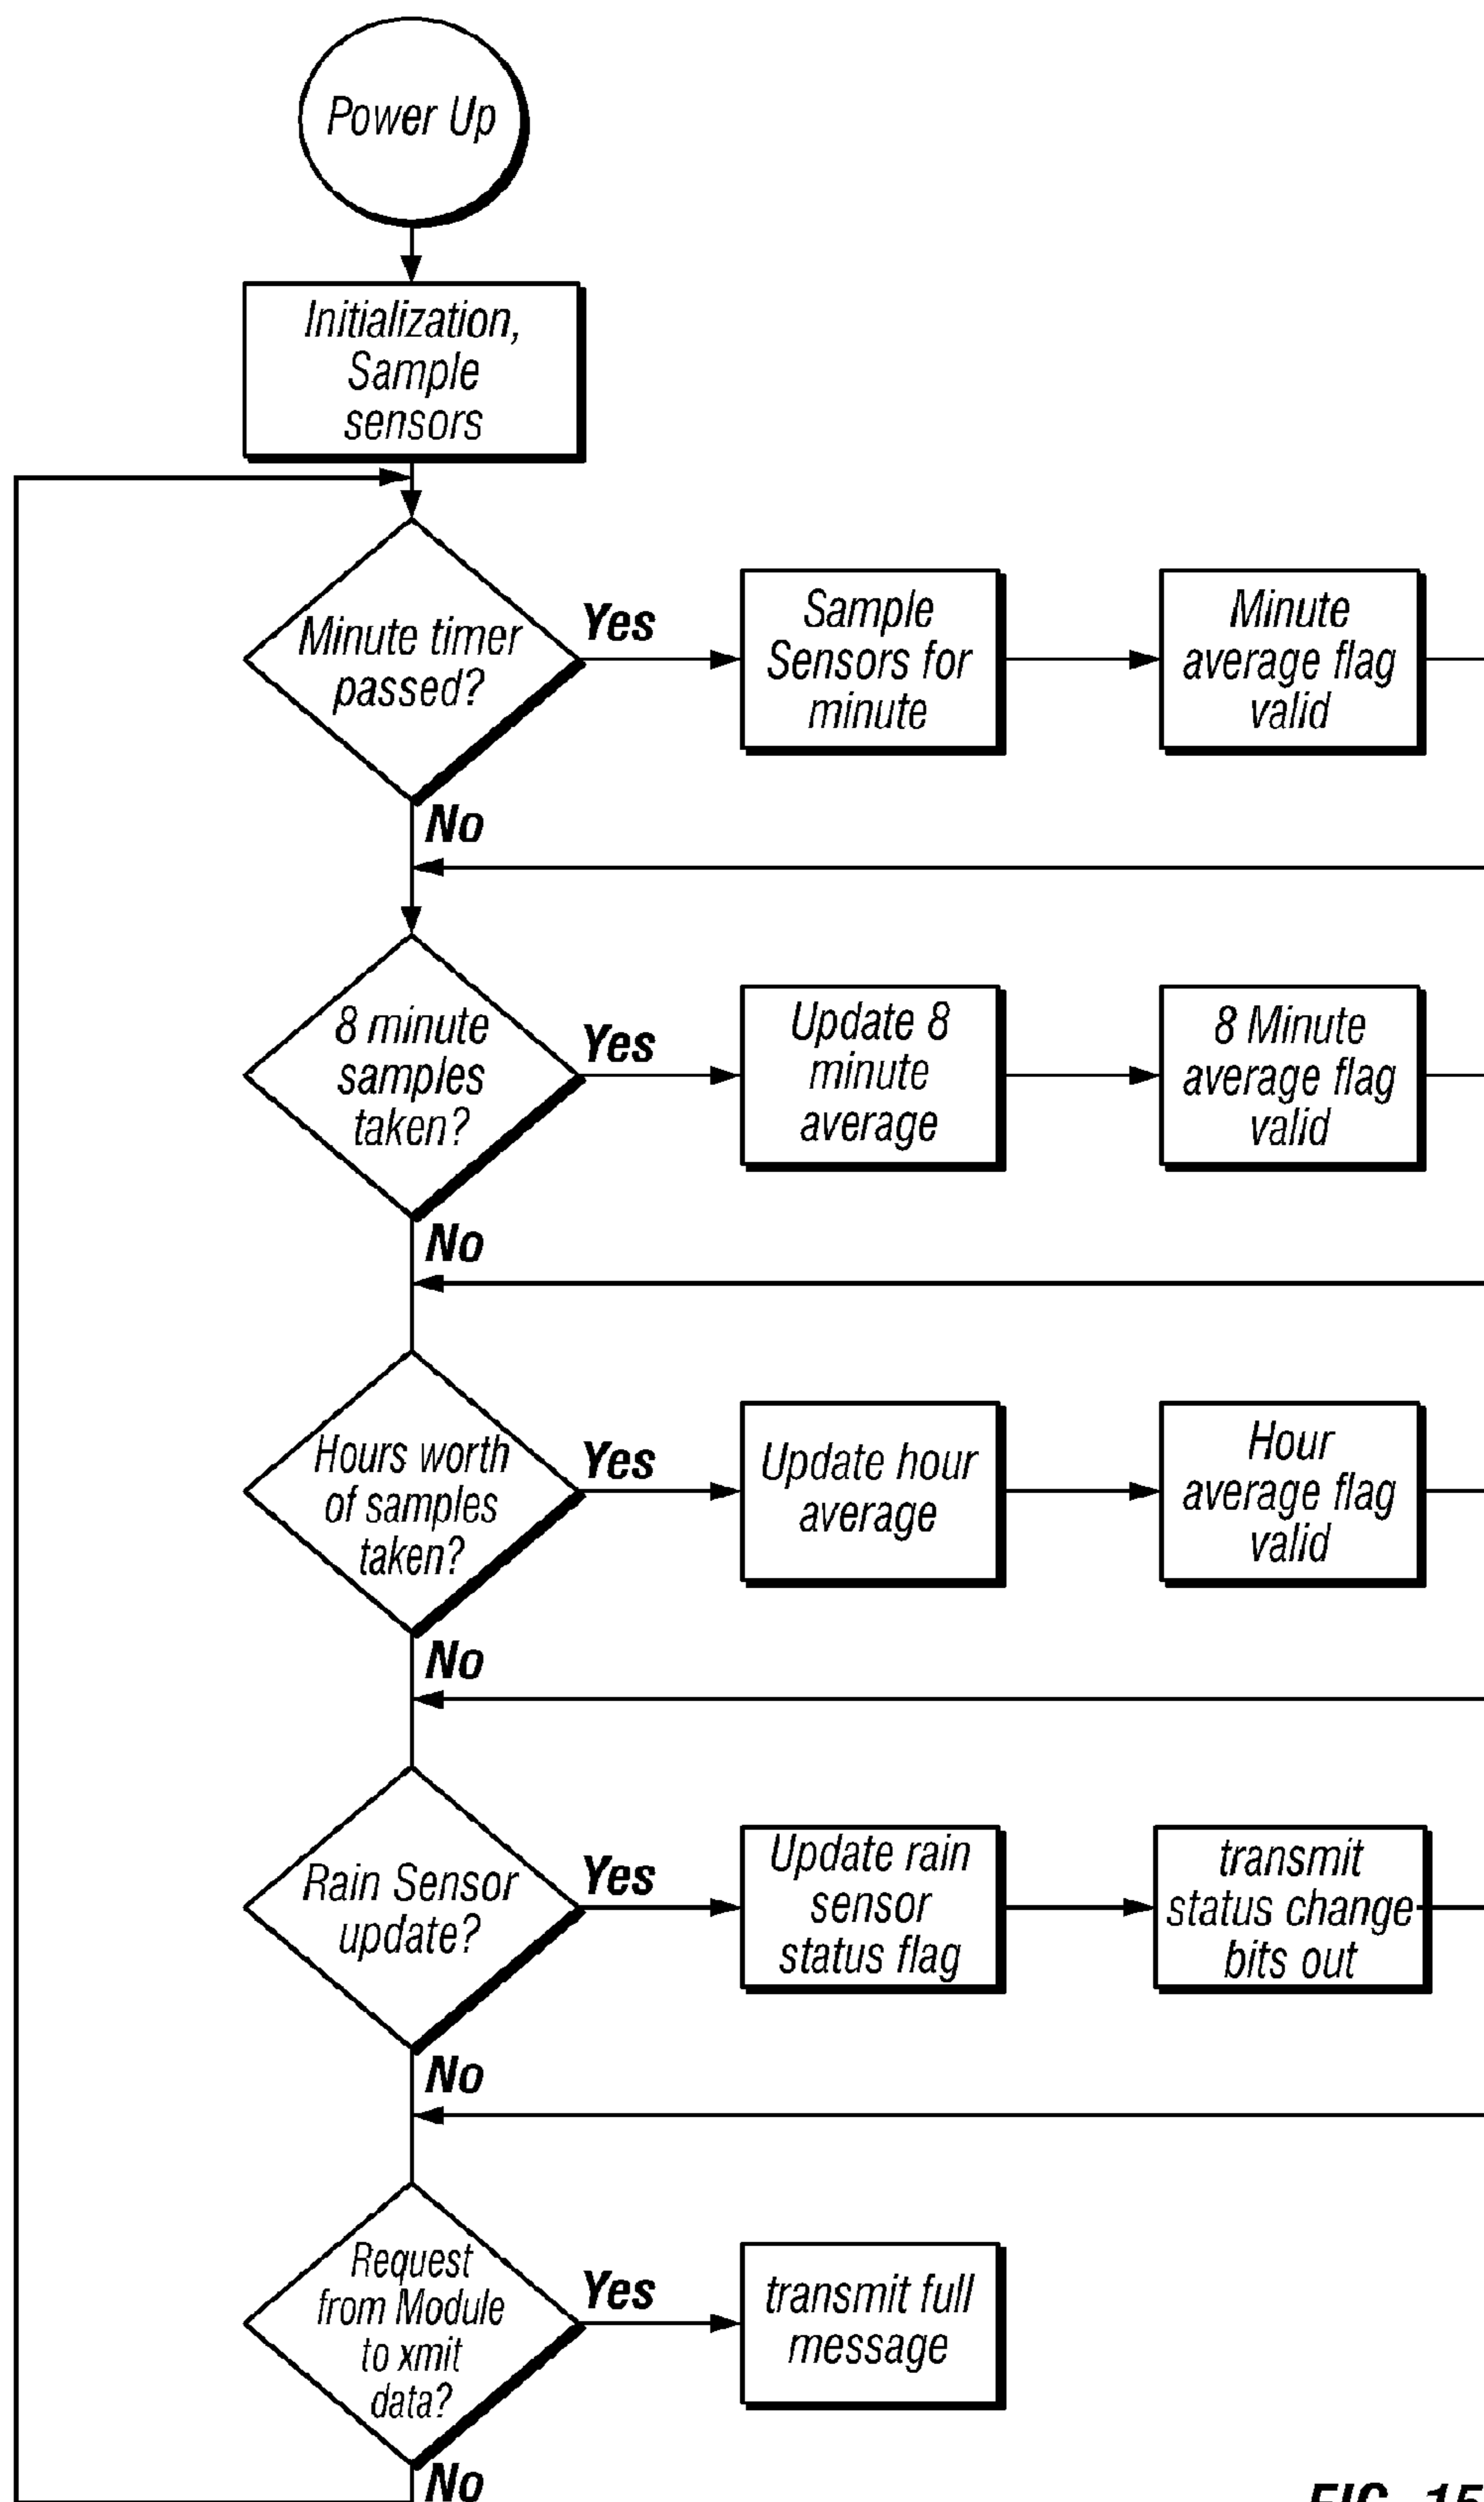 Power Up
Initialization,
Sample
sensors
Minute timer
passed?
Yes
Sample
Sensors for
minute
Minute
average flag
valid
No
8 minute
samples
taken?
Yes
Update 8
minute
average
8 Minute
average flag
valid
No
Hours worth
of samples
taken?
Yes
Update hour
average
Hour
average flag
valid
No
Rain Sensor
update?
Yes
Update rain
sensor
status flag
transmit
status change
bits out
No
Request
from Module
to xmit
data?
Yes
transmit full
message
No
FIG. 15